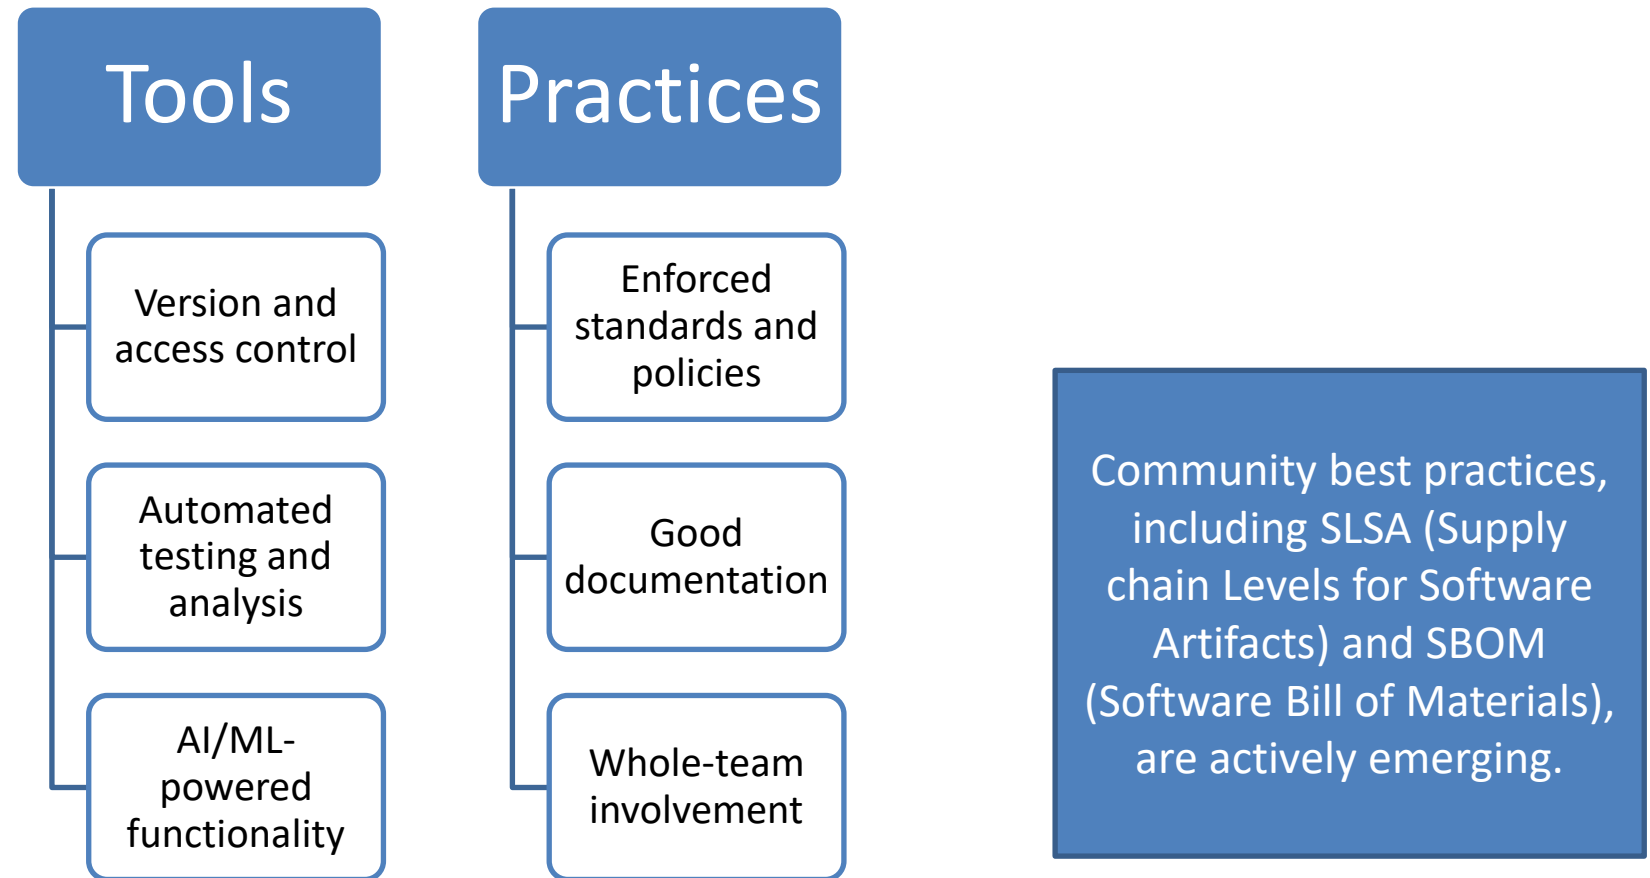 Tools
Version and
access control
Automated
testing and
analysis
AI/ML-
powered
functionality
Practices
Enforced
standards and
policies
Good
documentation
Whole-team
involvement
Community best practices,
including SLSA (Supply
chain Levels for Software
Artifacts) and SBOM
(Software Bill of Materials),
are actively emerging.